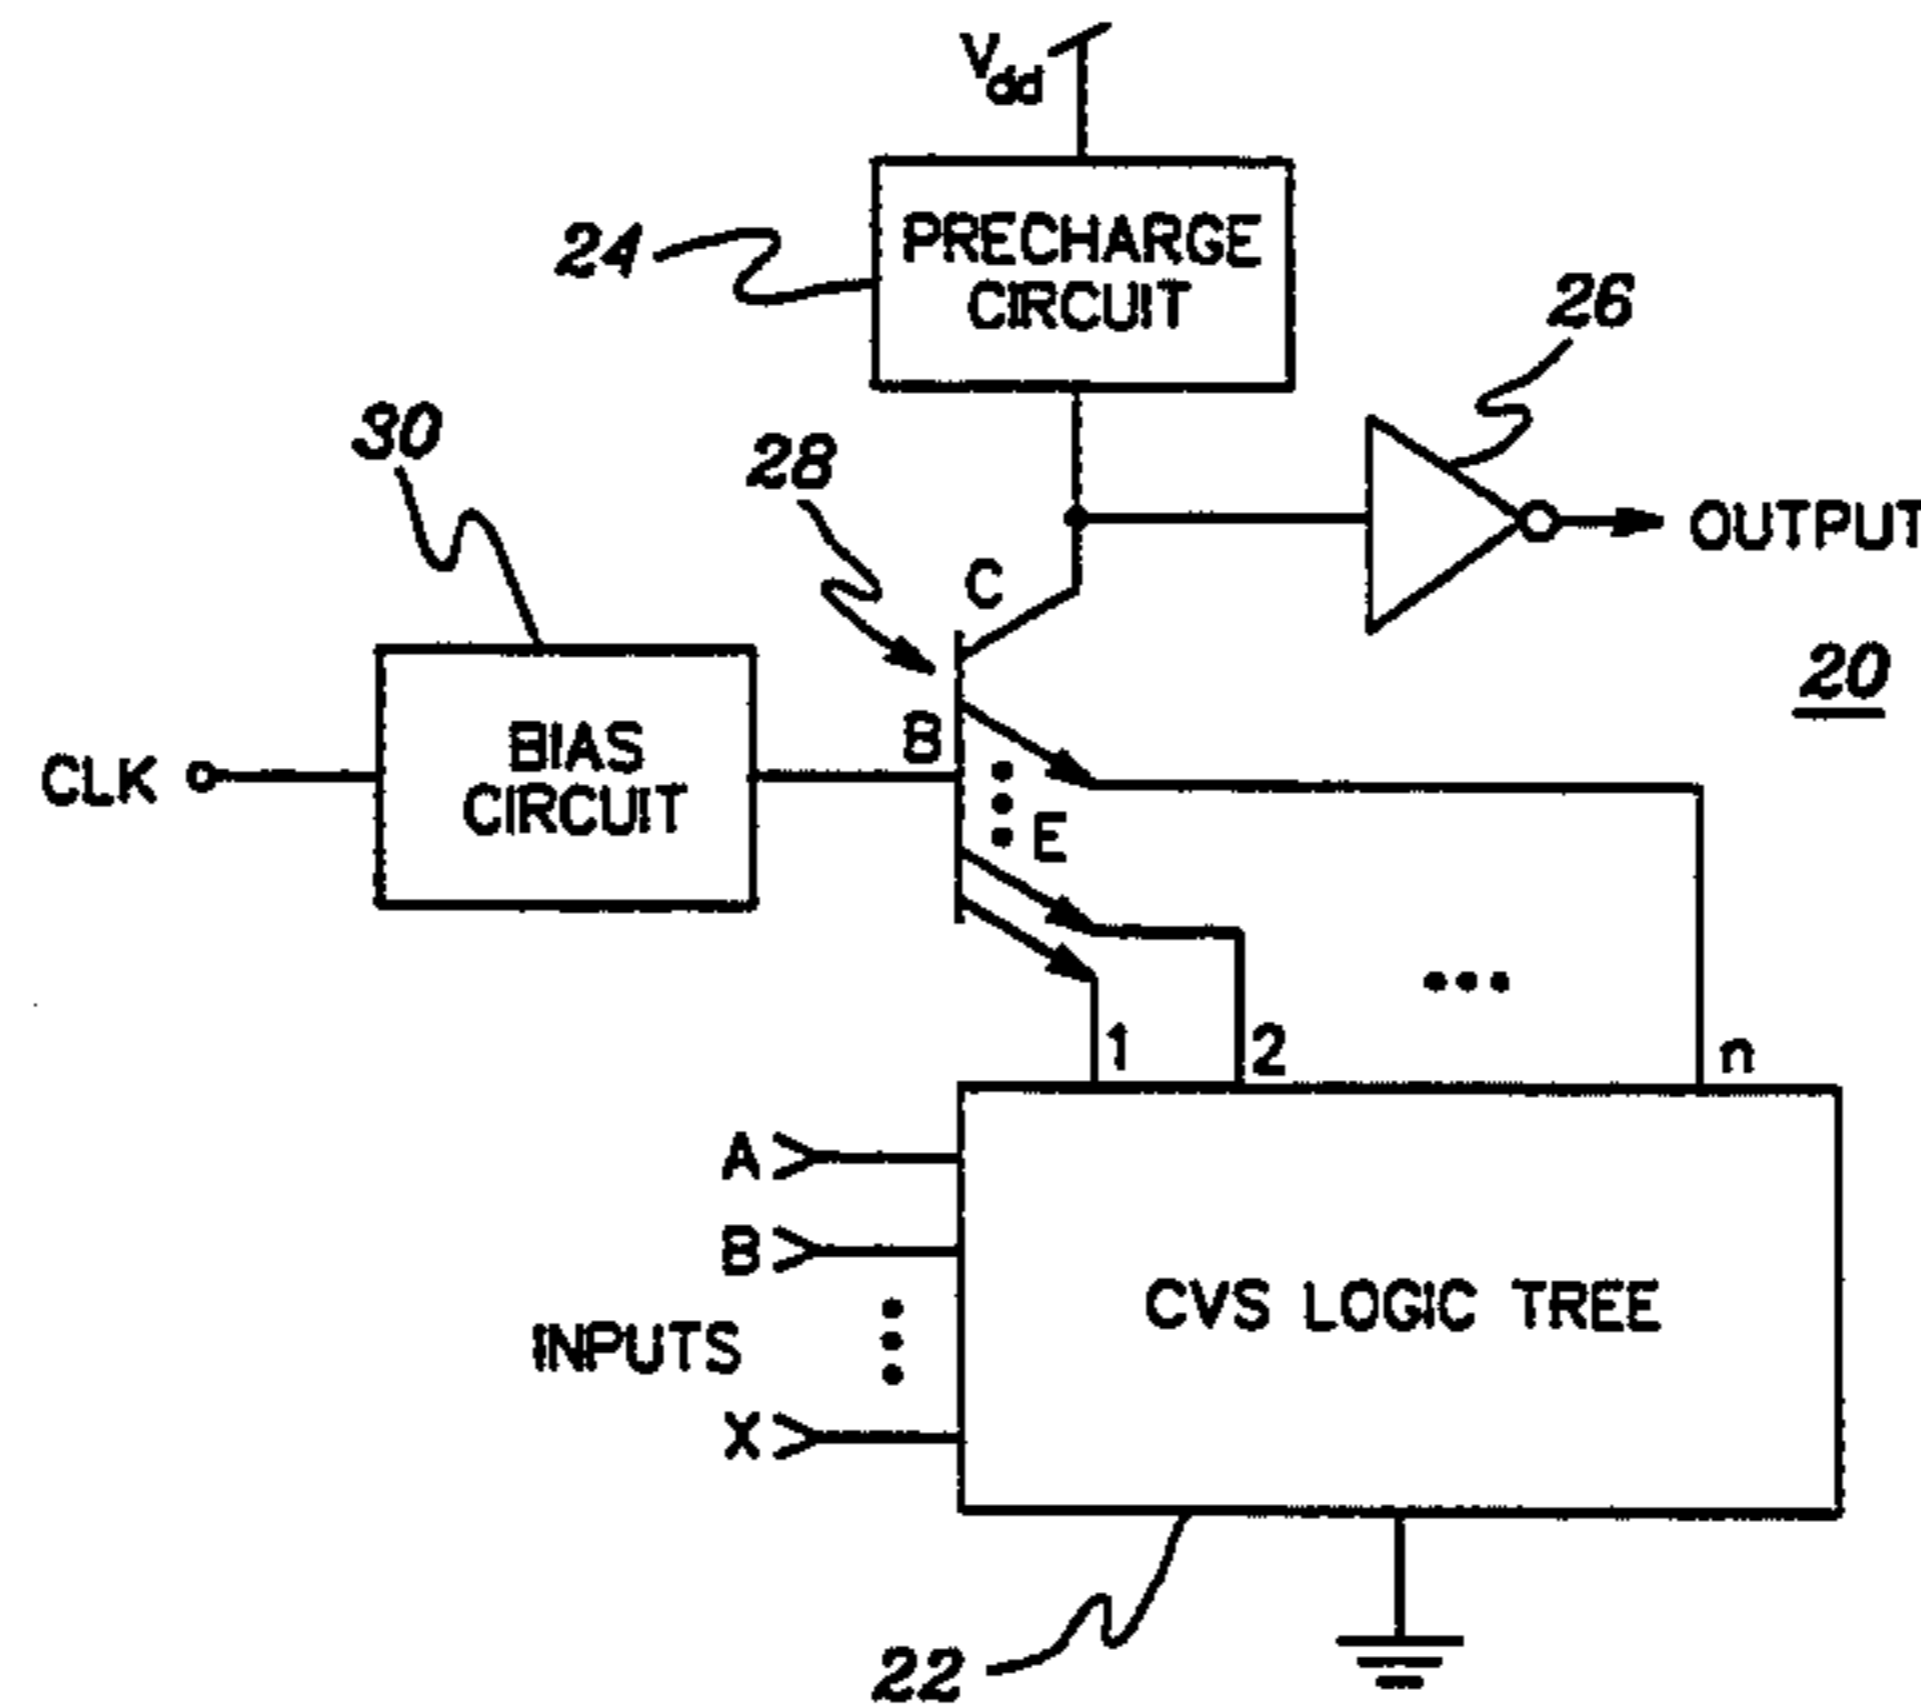 Vdd
PRECHARGE
CIRCUIT
24
26
30
28
C
OUTPUT
20
BIAS
CIRCUIT
CLK
B
E
1
2
n
A
B
INPUTS
X
CVS LOGIC TREE
22